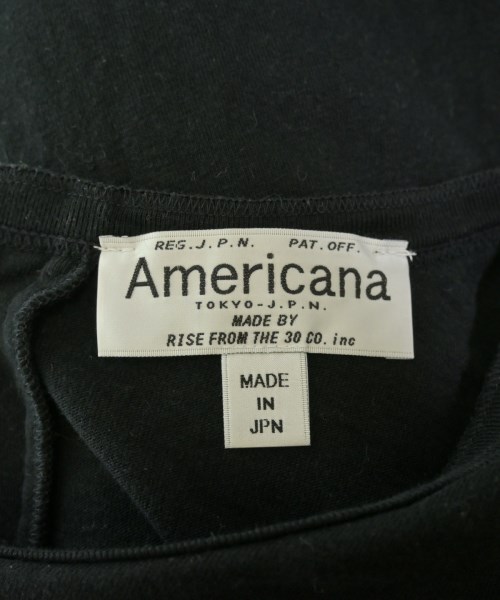 REG.J.P.N. PAT.OFF.
Americana
TOKYO-J.P.N.
MADE BY
RISE FROM THE 30 CO. inc
MADE
IN
JPN